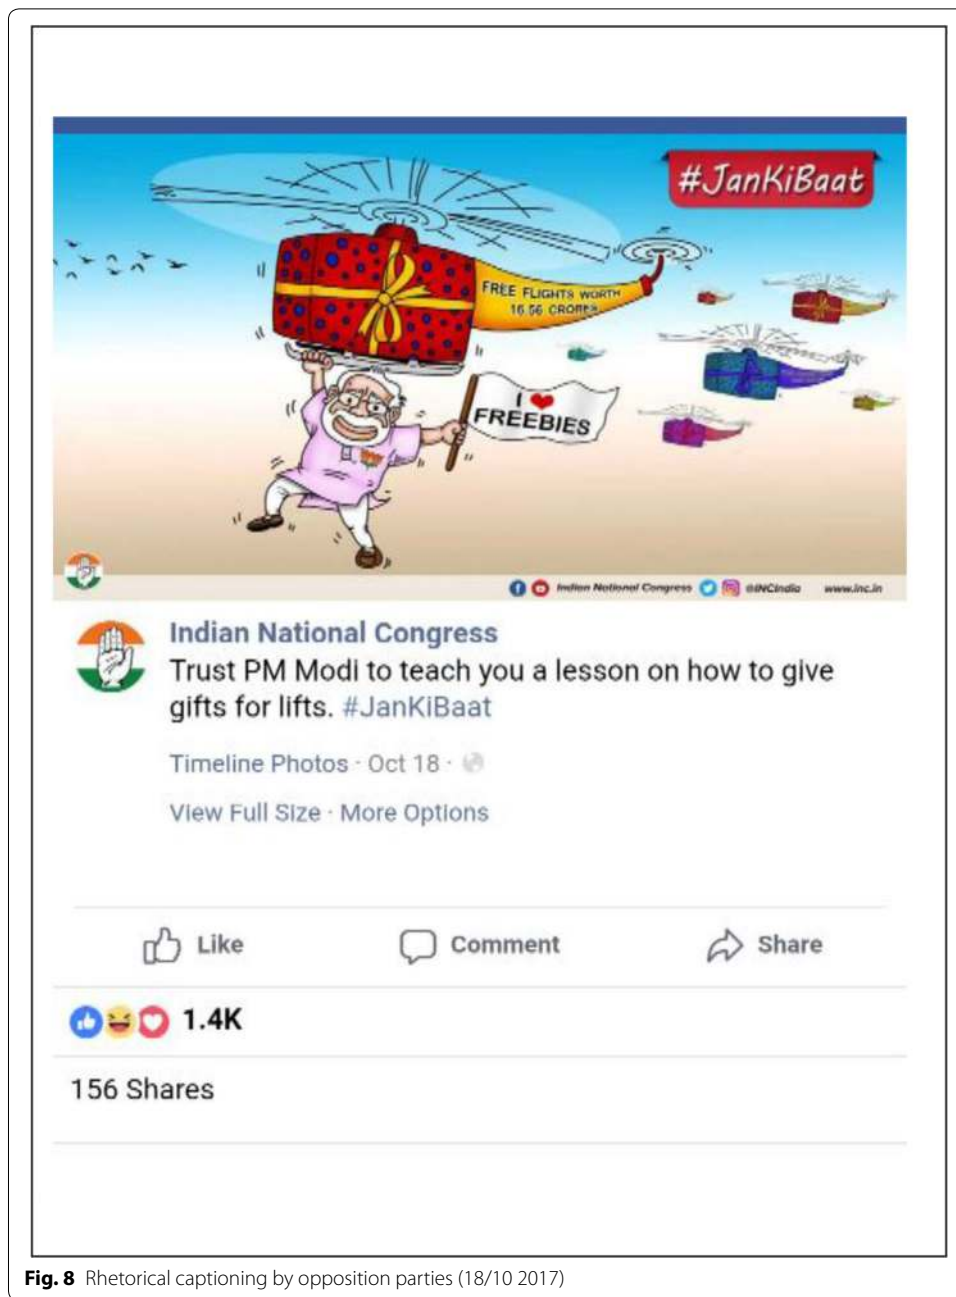 #JanKiBaat
FREE FLIGHTS WORTH
16.56 CRORES
I ❤
FREEBIES
Indian National Congress @INCIndia www.inc.in
Indian National Congress
Trust PM Modi to teach you a lesson on how to give
gifts for lifts. #JanKiBaat
Timeline Photos · Oct 18 ·
View Full Size · More Options
Like Comment Share
1.4K
156 Shares
Fig. 8 Rhetorical captioning by opposition parties (18/10 2017)